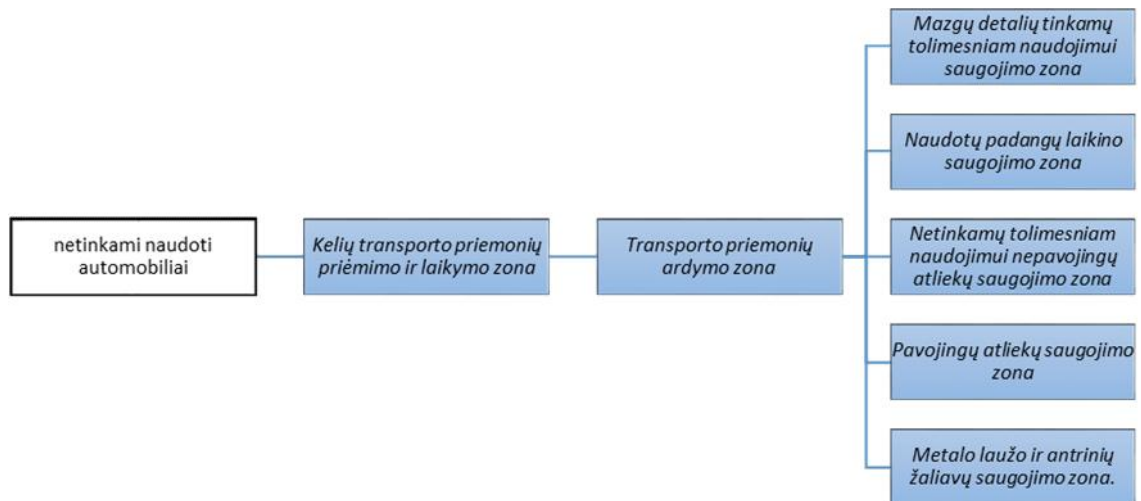 netinkami naudoti
automobiliai
Kelių transporto priemonių
priėmimo ir laikymo zona
Transporto priemonių
ardymo zona
Mazgų detalių tinkamų
tolimesniam naudojimui
saugojimo zona
Naudotų padangų laikino
saugojimo zona
Netinkamų tolimesniam
naudojimui nepavojingų
atliekų saugojimo zona
Pavojingų atliekų saugojimo
zona
Metalo laužo ir antrinių
žaliavų saugojimo zona.